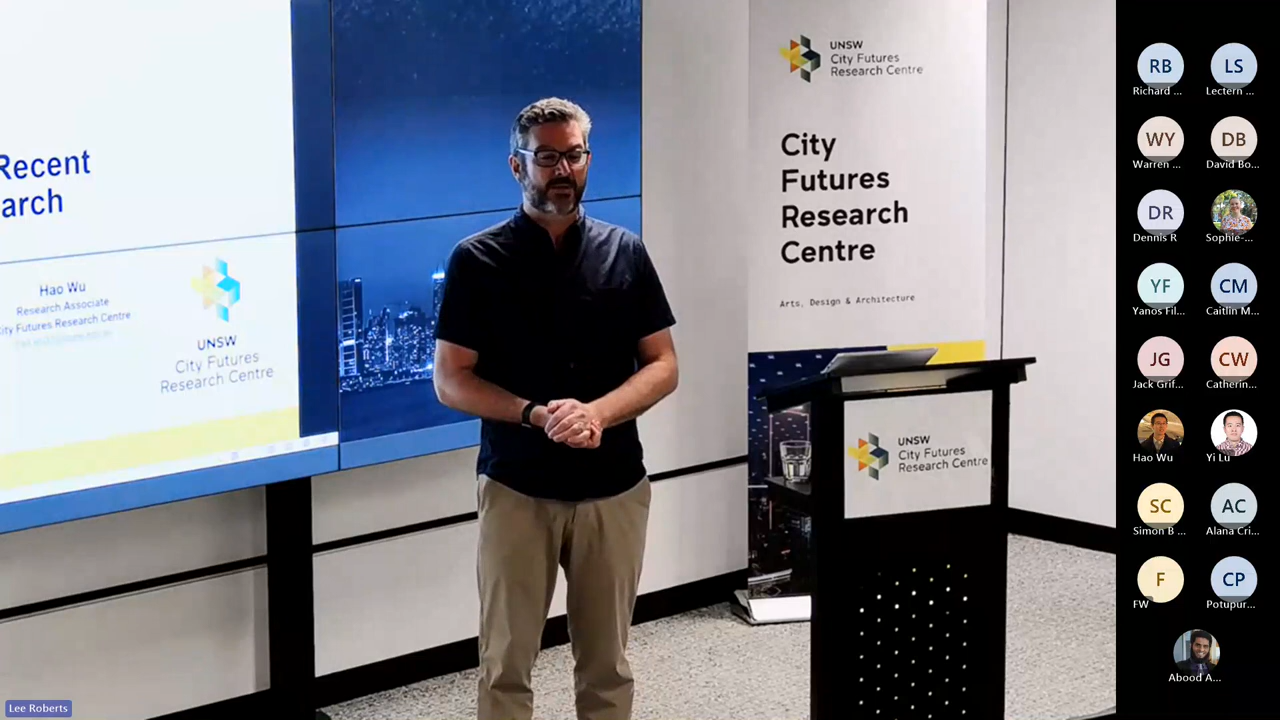 Recent
arch
Hao Wu
Research Associate
City Futures Research Centre
UNSW
City Futures
Research Centre
UNSW
City Futures
Research Centre
City
Futures
Research
Centre
Arts, Design & Architecture
UNSW
City Futures
Research Centre
Lee Roberts
RB
Richard ...
LS
Lectern ...
WY
Warren ...
DB
David Bo...
DR
Dennis R
Sophie-...
YF
Yanos Fil...
CM
Caitlin M...
JG
Jack Grif...
CW
Catherin...
Hao Wu
Yi Lu
SC
Simon B ...
AC
Alana Cri...
F
FW
CP
Potupur...
Abood A...